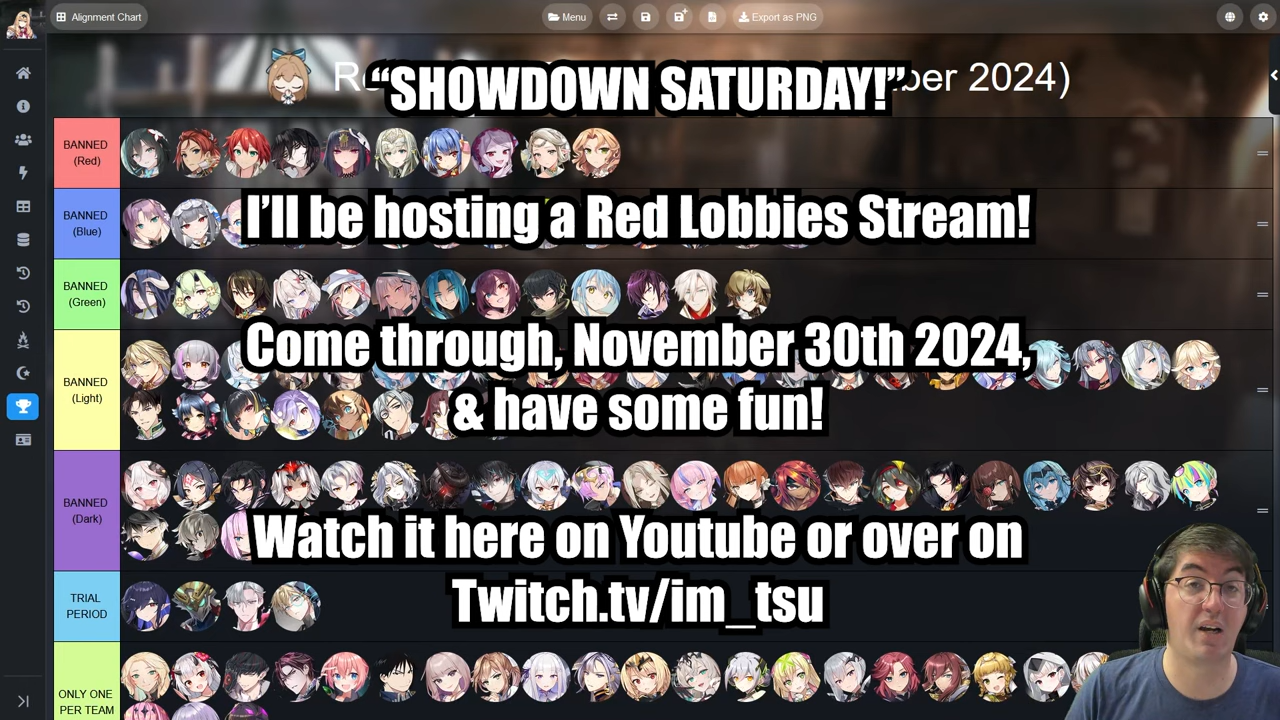 Alignment Chart
Menu
Export as PNG
“SHOWDOWN SATURDAY!”
2024)
BANNED
(Red)
BANNED
(Blue)
I’ll be hosting a Red Lobbies Stream!
BANNED
(Green)
Come through, November 30th 2024,
BANNED
(Light)
& have some fun!
BANNED
(Dark)
Watch it here on Youtube or over on
TRIAL
PERIOD
Twitch.tv/im_tsu
ONLY ONE
PER TEAM